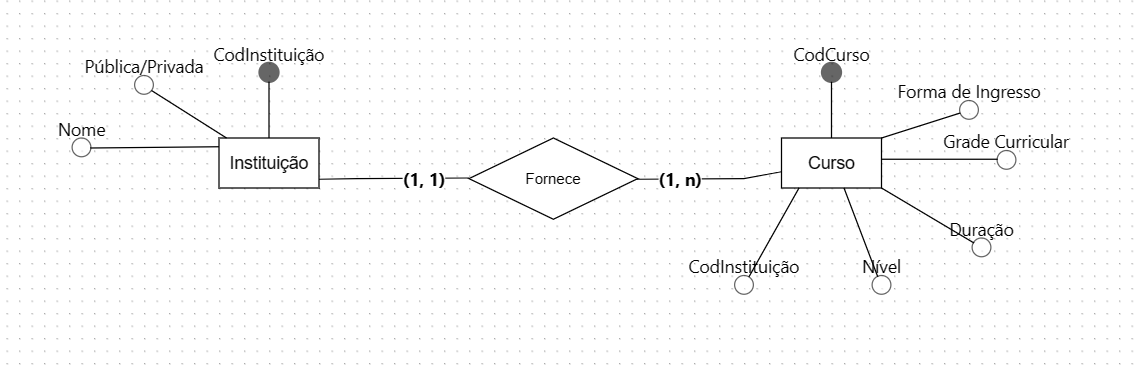 CodInstituição
CodCurso
Pública/Privada
Forma de Ingresso
Nome
Grade Curricular
Instituição
(1, 1)
Fornece
(1, n)
Curso
Duração
CodInstituição
Nível